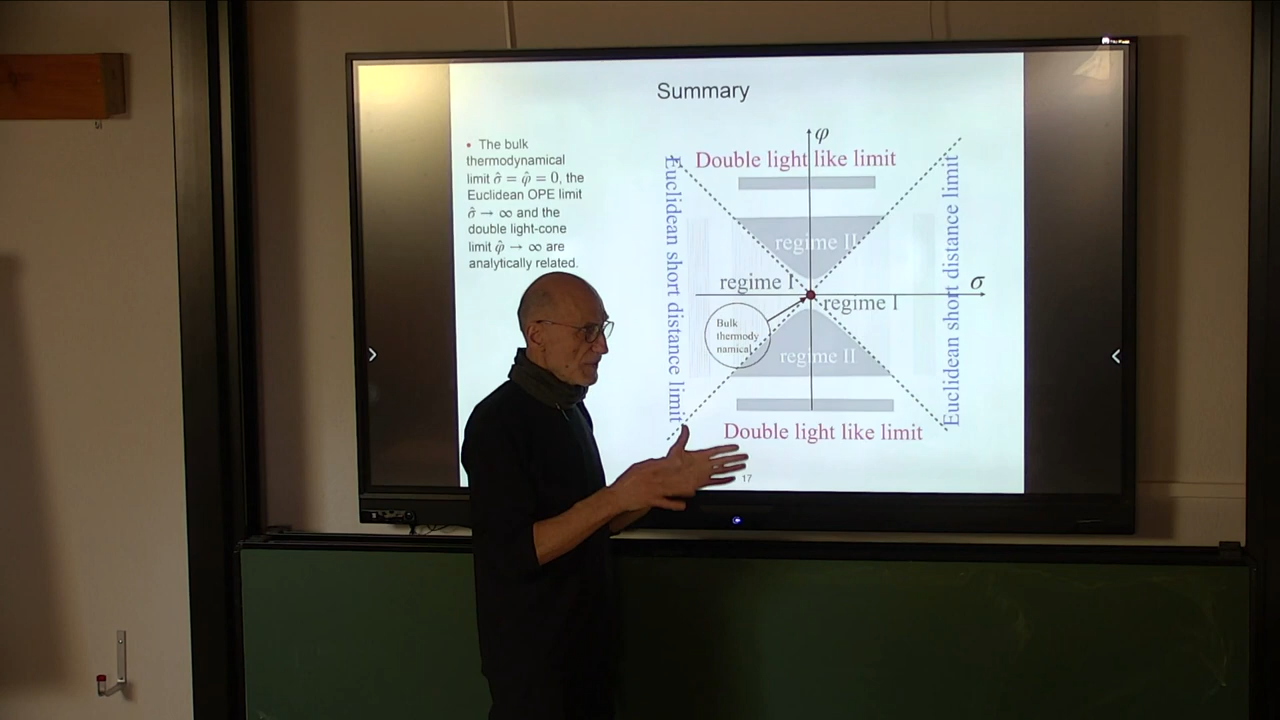 Summary
• The bulk
thermodynamical
limit σ̂ = φ̂ = 0, the
Euclidean OPE limit
σ̂ → ∞ and the
double light-cone
limit φ̂ → ∞ are
analytically related.
φ
Double light like limit
Euclidean short distance limit
Euclidean short distance limit
regime II
regime I
σ
regime I
Bulk
thermody
namical
regime II
Double light like limit
17